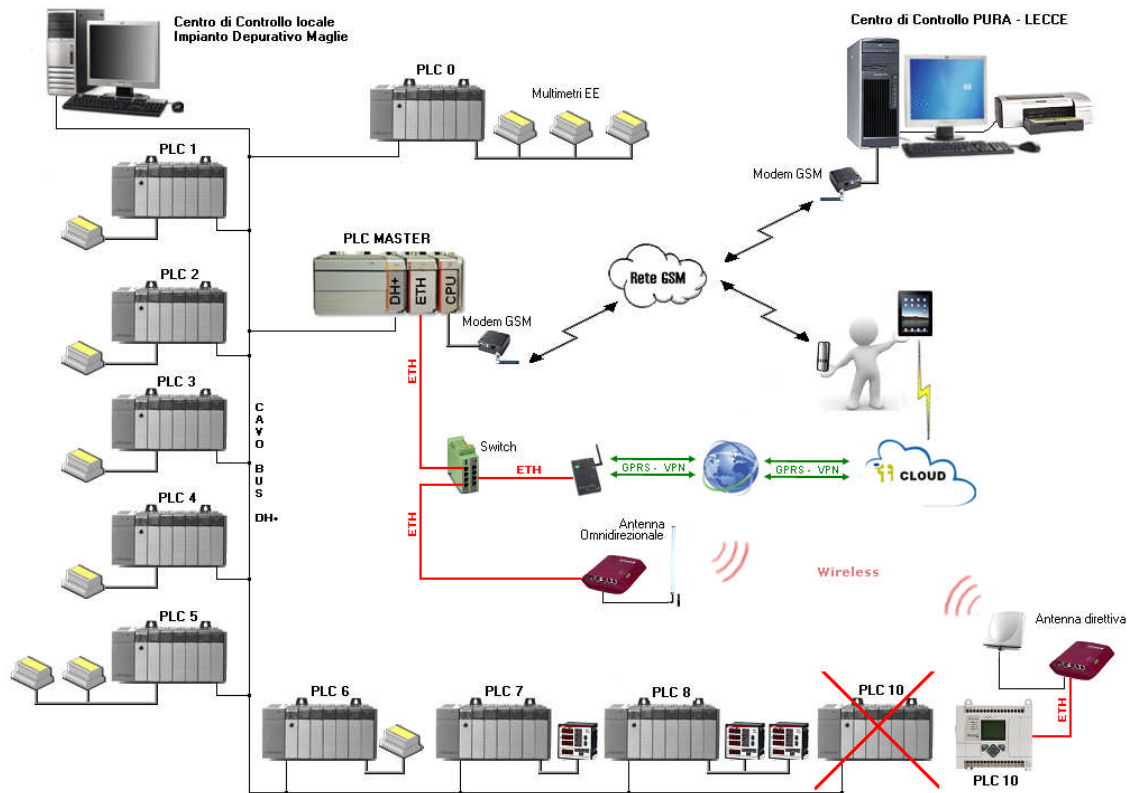 Centro di Controllo locale
Impianto Depurativo Maglie
Centro di Controllo PURA - LECCE
PLC 0
Multimetri EE
PLC 1
Modem GSM
PLC MASTER
DH+
ETH
CPU
Rete GSM
PLC 2
Modem GSM
ETH
PLC 3
CAVO BUS DH+
Switch
ETH
GPRS - VPN
GPRS - VPN
CLOUD
PLC 4
ETH
Antenna
Omnidirezionale
Wireless
PLC 5
Antenna direttiva
PLC 6
PLC 7
PLC 8
PLC 10
ETH
PLC 10